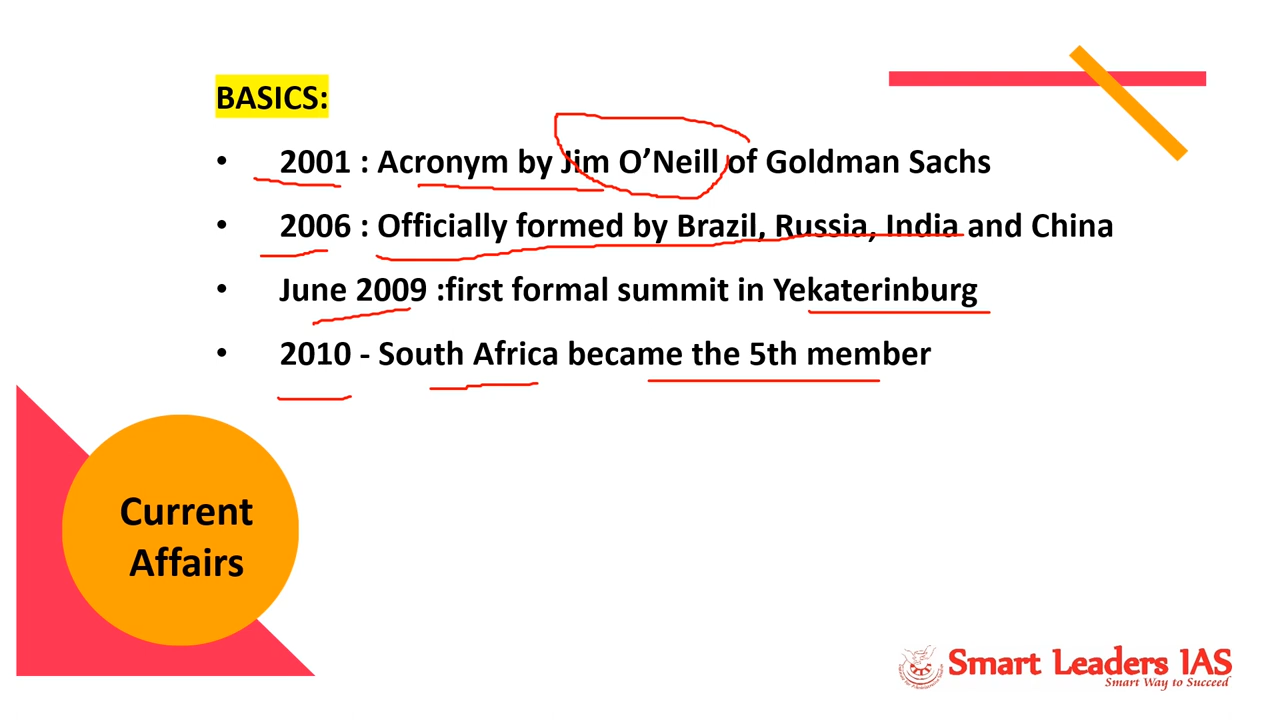 BASICS:
• 2001 : Acronym by Jim O’Neill of Goldman Sachs
• 2006 : Officially formed by Brazil, Russia, India and China
• June 2009 :first formal summit in Yekaterinburg
• 2010 - South Africa became the 5th member
Current
Affairs
Smart Leaders IAS
Smart Way to Succeed